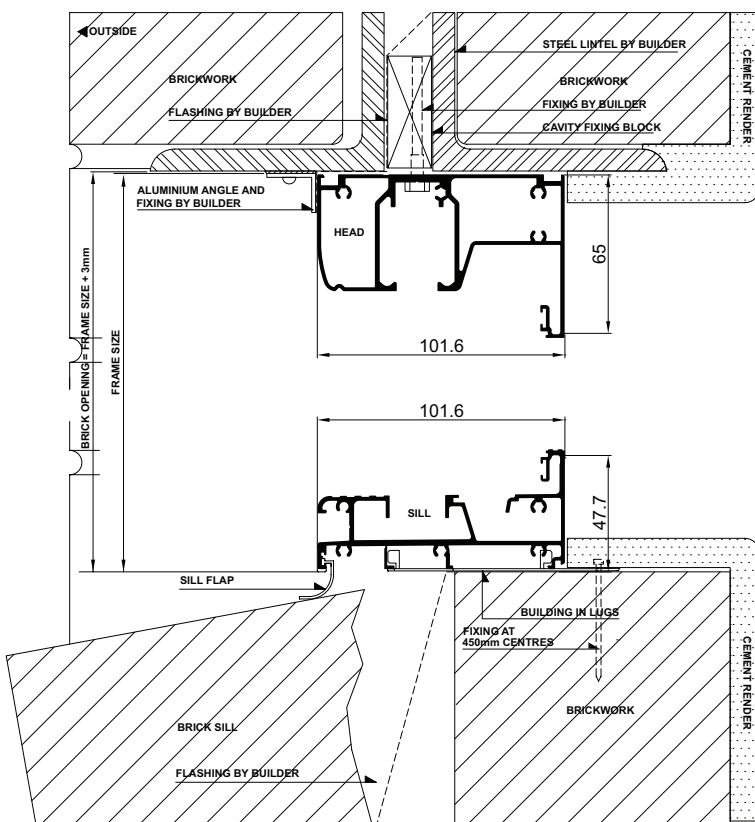 OUTSIDE
STEEL LINTEL BY BUILDER
BRICKWORK
BRICKWORK
CEMENT RENDER
FLASHING BY BUILDER
FIXING BY BUILDER
CAVITY FIXING BLOCK
ALUMINIUM ANGLE AND
FIXING BY BUILDER
HEAD
65
BRICK OPENING = FRAME SIZE + 3mm
FRAME SIZE
101.6
101.6
SILL
47.7
SILL FLAP
BUILDING IN LUGS
FIXING AT
450mm CENTRES
CEMENT RENDER
BRICKWORK
BRICK SILL
FLASHING BY BUILDER